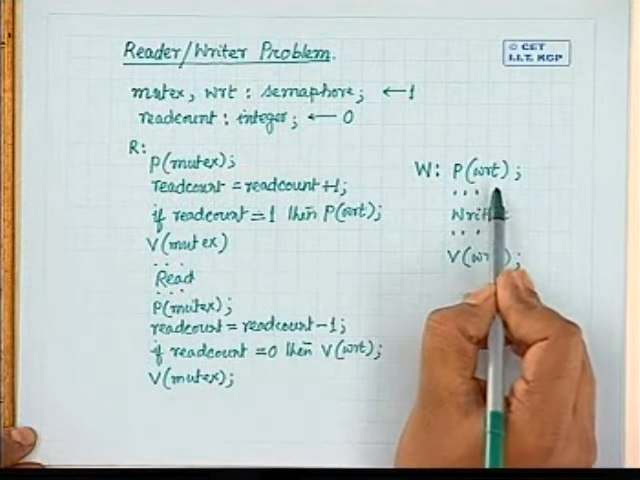 Reader/Writer Problem.
© CET
I.I.T. KGP
mutex, wrt : semaphore; ← 1
readcount : integer; ← 0
R:
P(mutex);
readcount = readcount+1;
if readcount=1 then P(wrt);
V(mutex)
...
Read
...
P(mutex);
readcount = readcount-1;
if readcount=0 then V(wrt);
V(mutex);
W: P(wrt);
...
...
V(wrt);